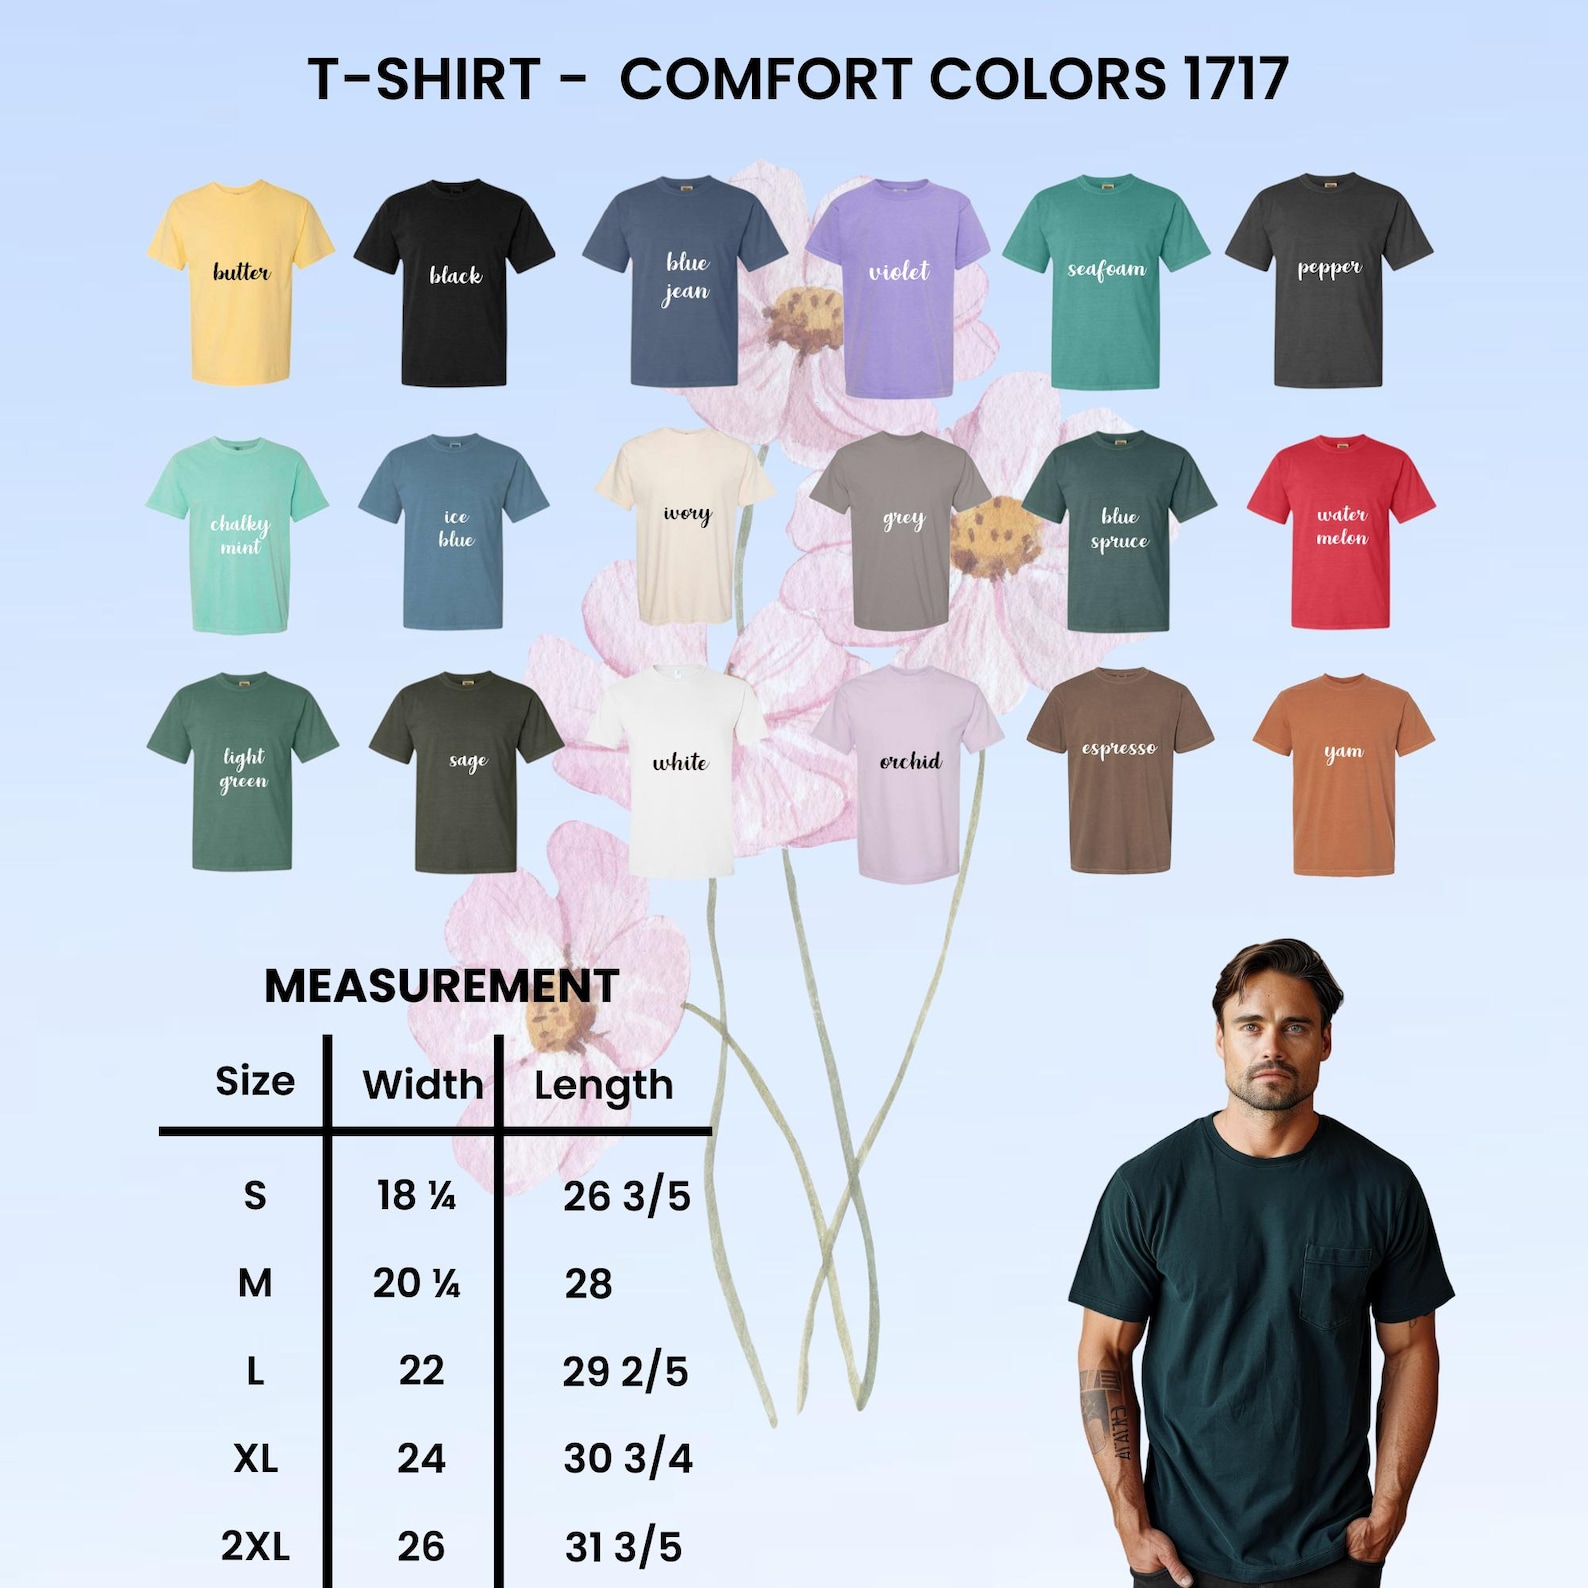 T-SHIRT - COMFORT COLORS 1717
butter
black
blue
jean
violet
seafoam
pepper
chalky
mint
ice
blue
ivory
grey
blue
spruce
water
melon
light
green
sage
white
orchid
espresso
yam
MEASUREMENT
Size Width Length
S 18 ¼ 26 3/5
M 20 ¼ 28
L 22 29 2/5
XL 24 30 3/4
2XL 26 31 3/5